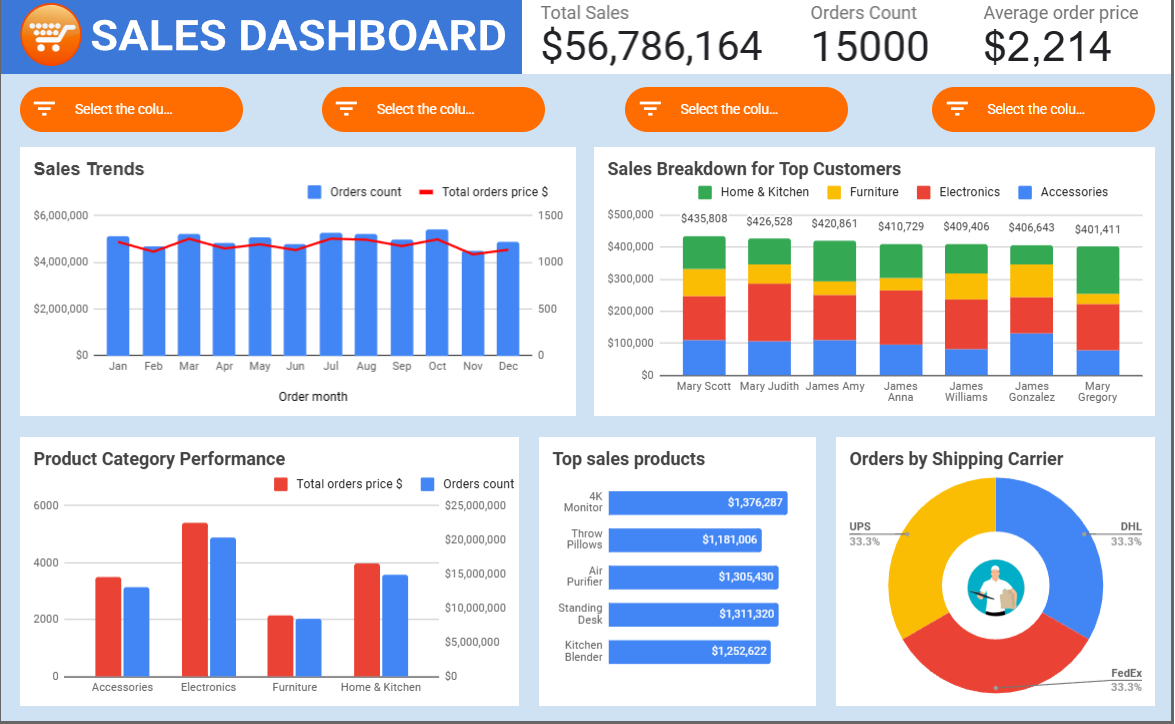 SALES DASHBOARD
Total Sales
$56,786,164
Orders Count
15000
Average order price
$2,214
Select the colu...
Select the colu...
Select the colu...
Select the colu...
Sales Trends
Orders count
Total orders price $
$6,000,000
$4,000,000
$2,000,000
$0
1500
1000
500
0
Jan
Feb
Mar
Apr
May
Jun
Jul
Aug
Sep
Oct
Nov
Dec
Order month
Sales Breakdown for Top Customers
Home & Kitchen
Furniture
Electronics
Accessories
$500,000
$400,000
$300,000
$200,000
$100,000
$0
$435,808
$426,528
$420,861
$410,729
$409,406
$406,643
$401,411
Mary Scott
Mary Judith
James Amy
James
Anna
James
Williams
James
Gonzalez
Mary
Gregory
Product Category Performance
Total orders price $
Orders count
6000
4000
2000
0
$25,000,000
$20,000,000
$15,000,000
$10,000,000
$5,000,000
$0
Accessories
Electronics
Furniture
Home & Kitchen
Top sales products
4K
Monitor
$1,376,287
Throw
Pillows
$1,181,006
Air
Purifier
$1,305,430
Standing
Desk
$1,311,320
Kitchen
Blender
$1,252,622
Orders by Shipping Carrier
UPS
33.3%
DHL
33.3%
FedEx
33.3%